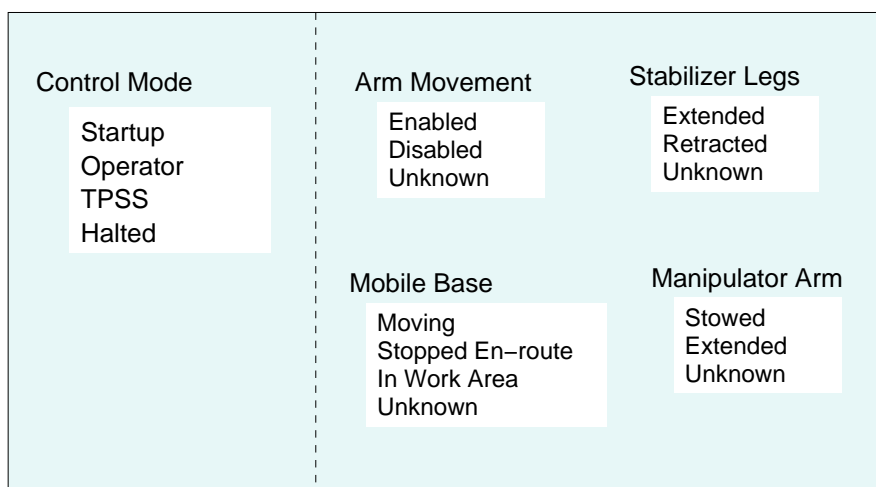 Control Mode
Startup
Operator
TPSS
Halted
Arm Movement
Enabled
Disabled
Unknown
Stabilizer Legs
Extended
Retracted
Unknown
Mobile Base
Moving
Stopped En−route
In Work Area
Unknown
Manipulator Arm
Stowed
Extended
Unknown